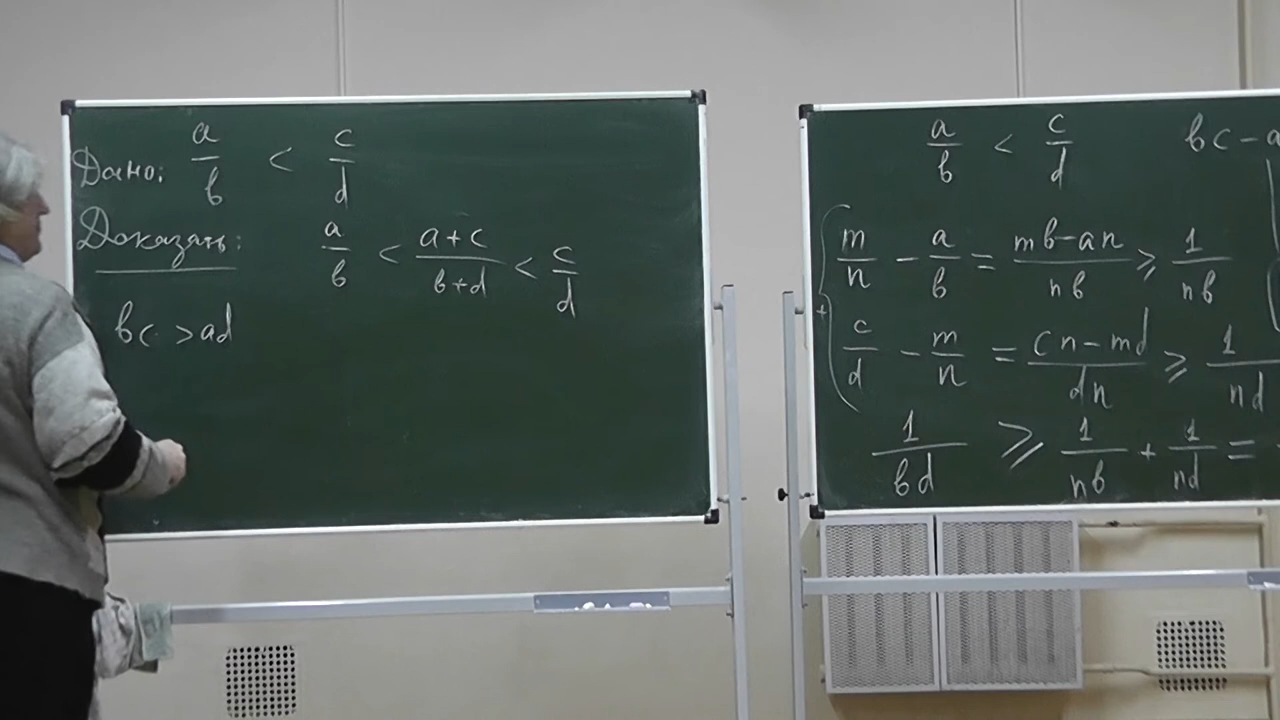 Дано: a/b < c/d
Доказать: a/b < (a+c)/(b+d) < c/d
bc > ad
a/b < c/d bc - a
m/n - a/b = (mb-an)/(nb) ⩾ 1/(nb)
+
c/d - m/n = (cn-md)/(dn) ⩾ 1/(nd)
1/(bd) ⩾ 1/(nb) + 1/(nd) =